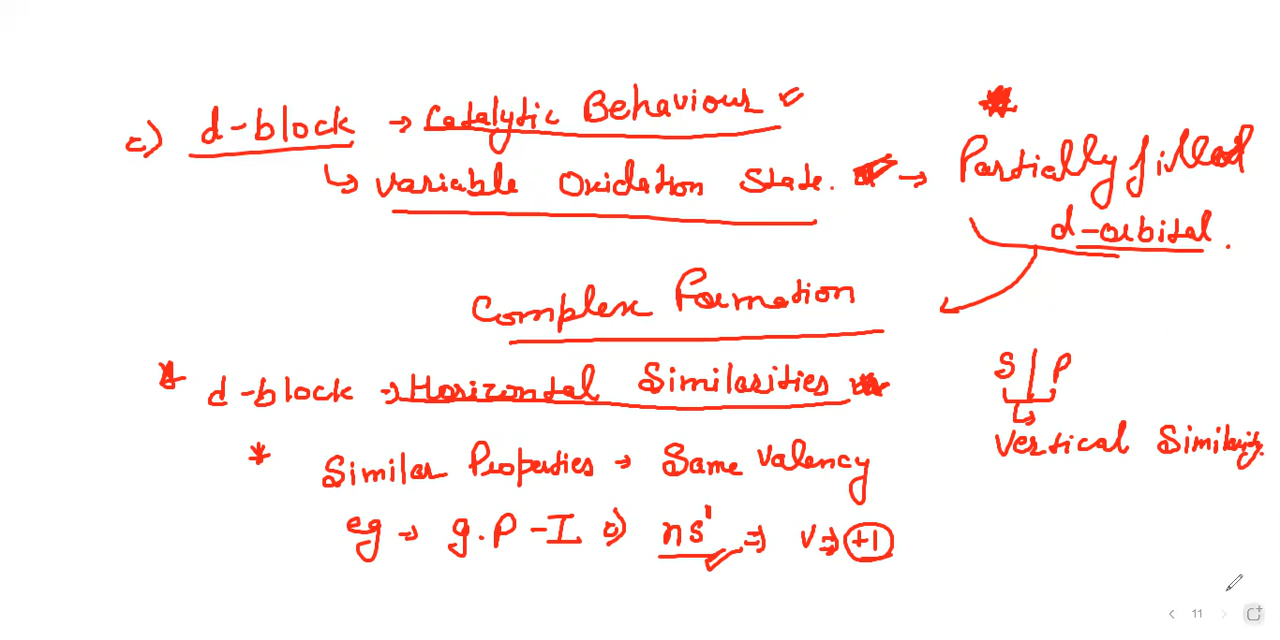 c) d-block → Catalytic Behaviour ✓
↳ variable Oxidation State. → Partially filled
d-orbital.
Complex Formation
* d-block → Horizontal Similarities *
S | P
↳
Vertical Similarity.
* Similar Properties → Same Valency
eg → g.P - I ns¹ ⇒ V ⇒ +1
11